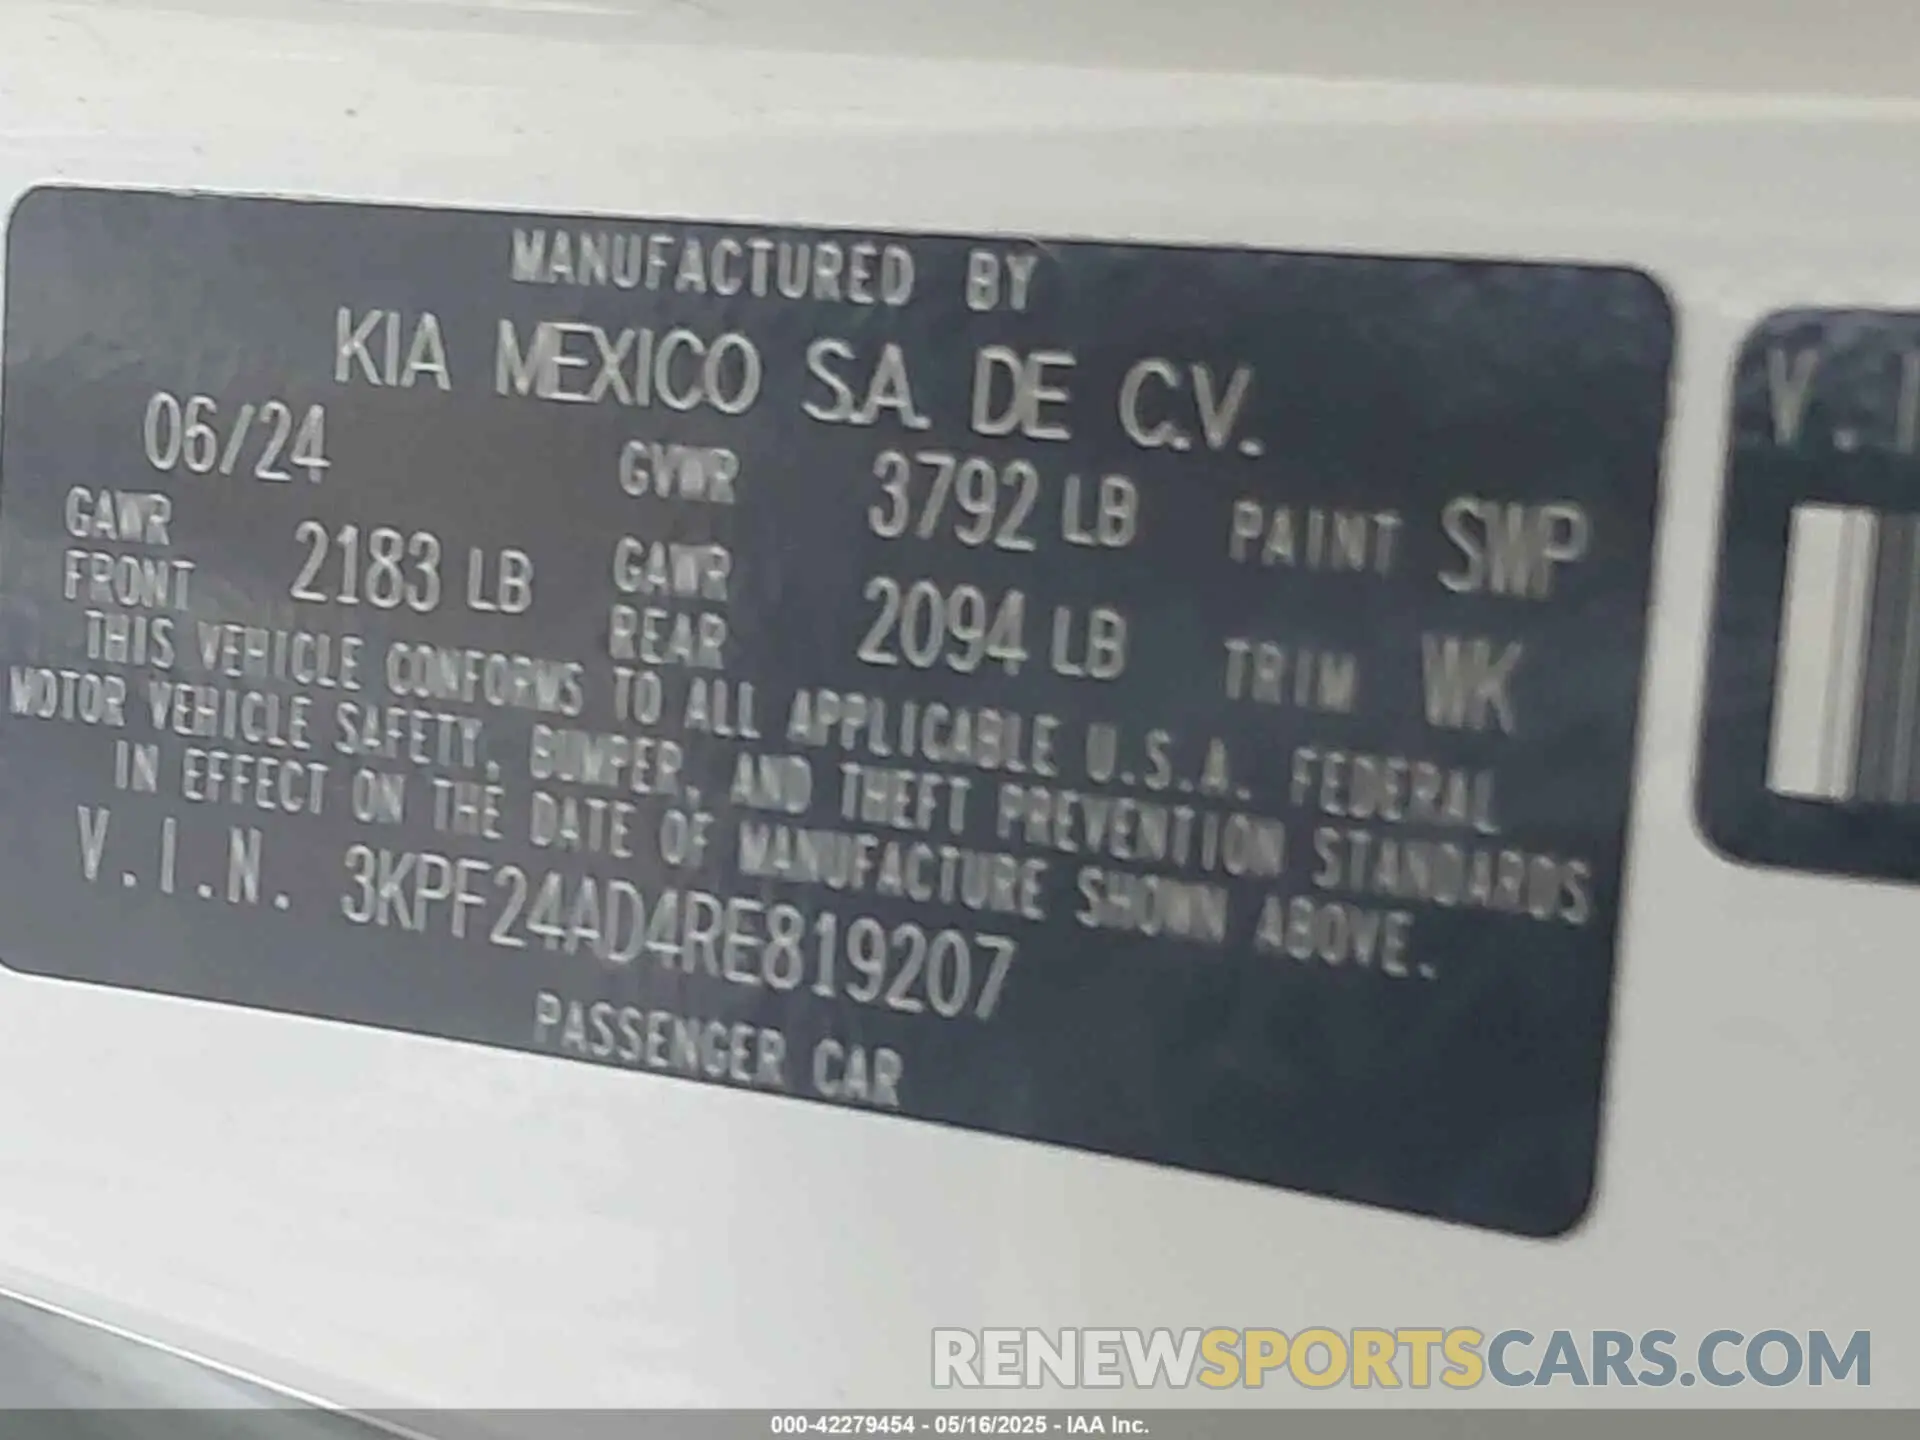 MANUFACTURED BY
KIA MEXICO S.A. DE C.V.
06/24 GVWR 3792 LB PAINT SWP
GAWR FRONT 2183 LB GAWR REAR 2094 LB TRIM WK
THIS VEHICLE CONFORMS TO ALL APPLICABLE U.S.A. FEDERAL
MOTOR VEHICLE SAFETY, BUMPER, AND THEFT PREVENTION STANDARDS
IN EFFECT ON THE DATE OF MANUFACTURE SHOWN ABOVE.
V.I.N. 3KPF24AD4RE819207
PASSENGER CAR
V.I
RENEWSPORTSCARS.COM
000-42279454 - 05/16/2025 - IAA Inc.